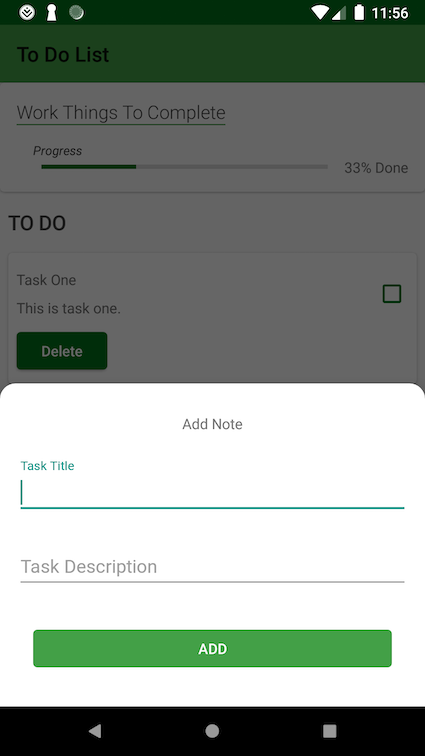 11:56
To Do List
Work Things To Complete
Progress
33% Done
TO DO
Task One
This is task one.
Delete
Add Note
Task Title
Task Description
ADD